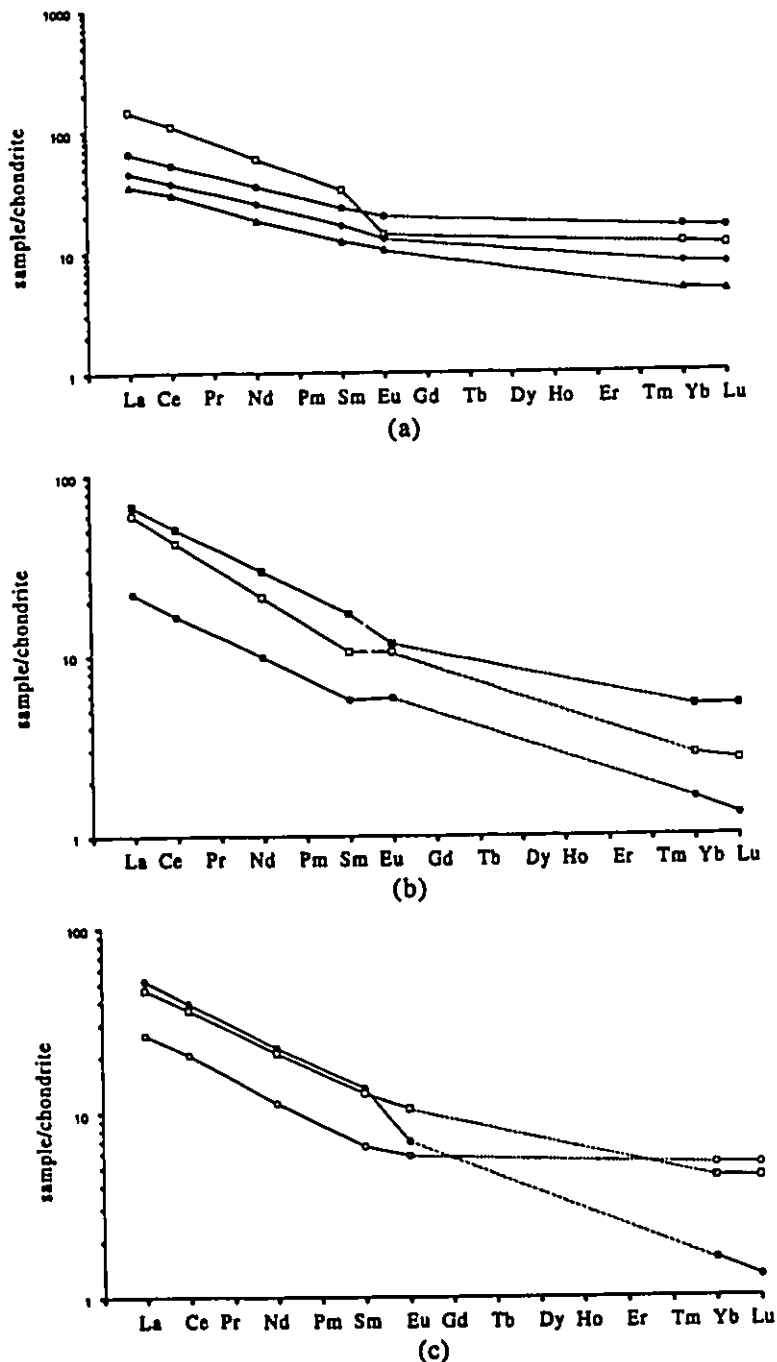 1000
100
10
1
sample/chondrite
La Ce Pr Nd Pm Sm Eu Gd Tb Dy Ho Er Tm Yb Lu
(a)
100
10
1
sample/chondrite
La Ce Pr Nd Pm Sm Eu Gd Tb Dy Ho Er Tm Yb Lu
(b)
100
10
1
sample/chondrite
La Ce Pr Nd Pm Sm Eu Gd Tb Dy Ho Er Tm Yb Lu
(c)